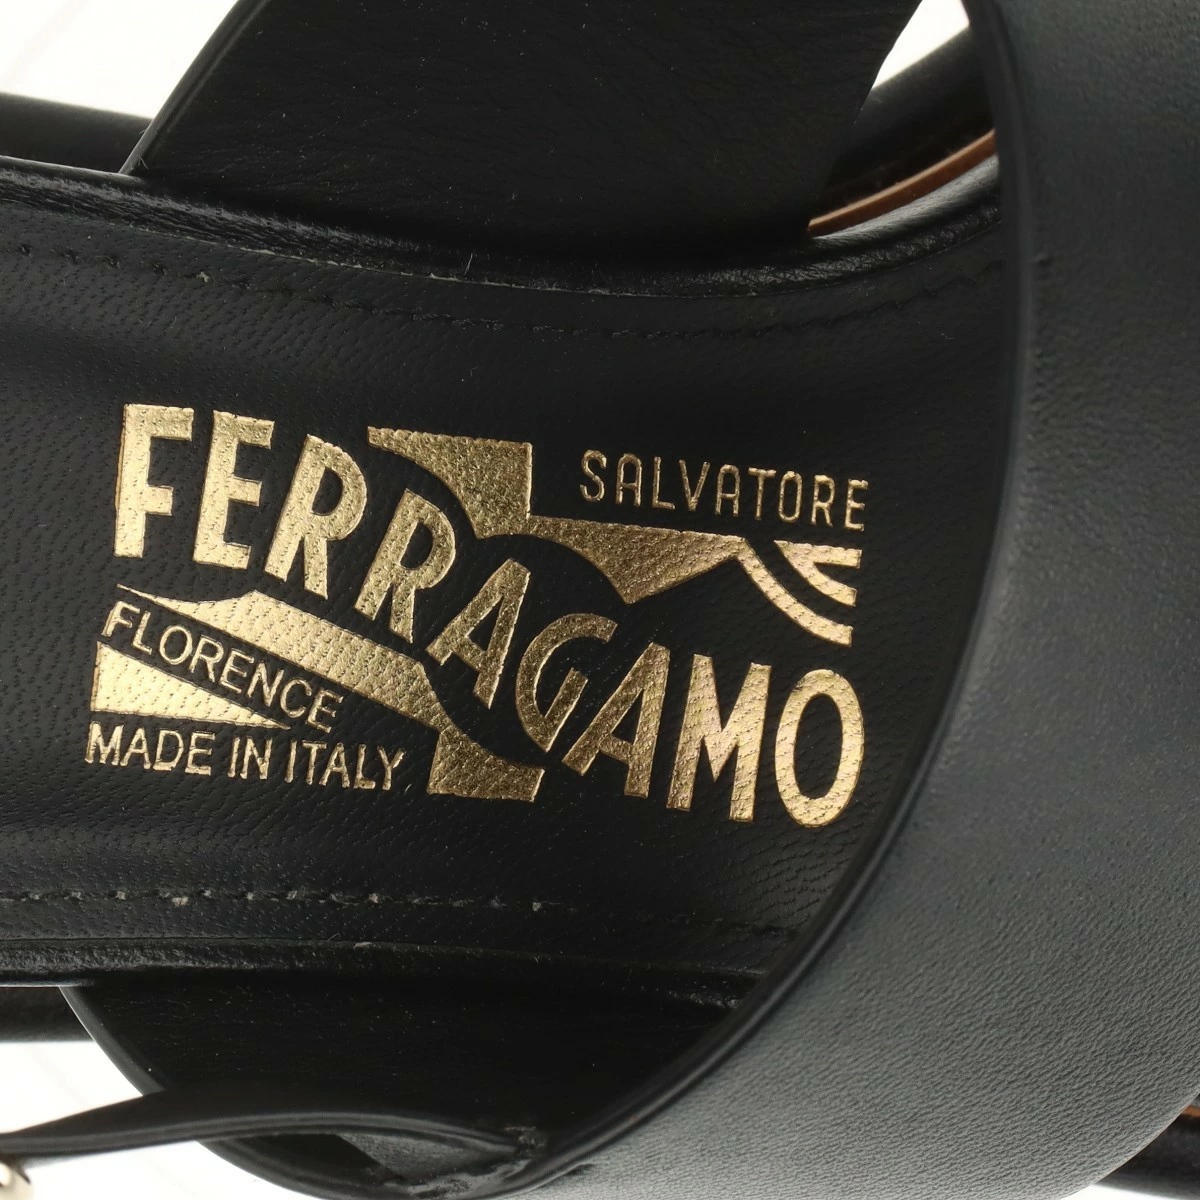 SALVATORE
FERRAGAMO
FLORENCE
MADE IN ITALY